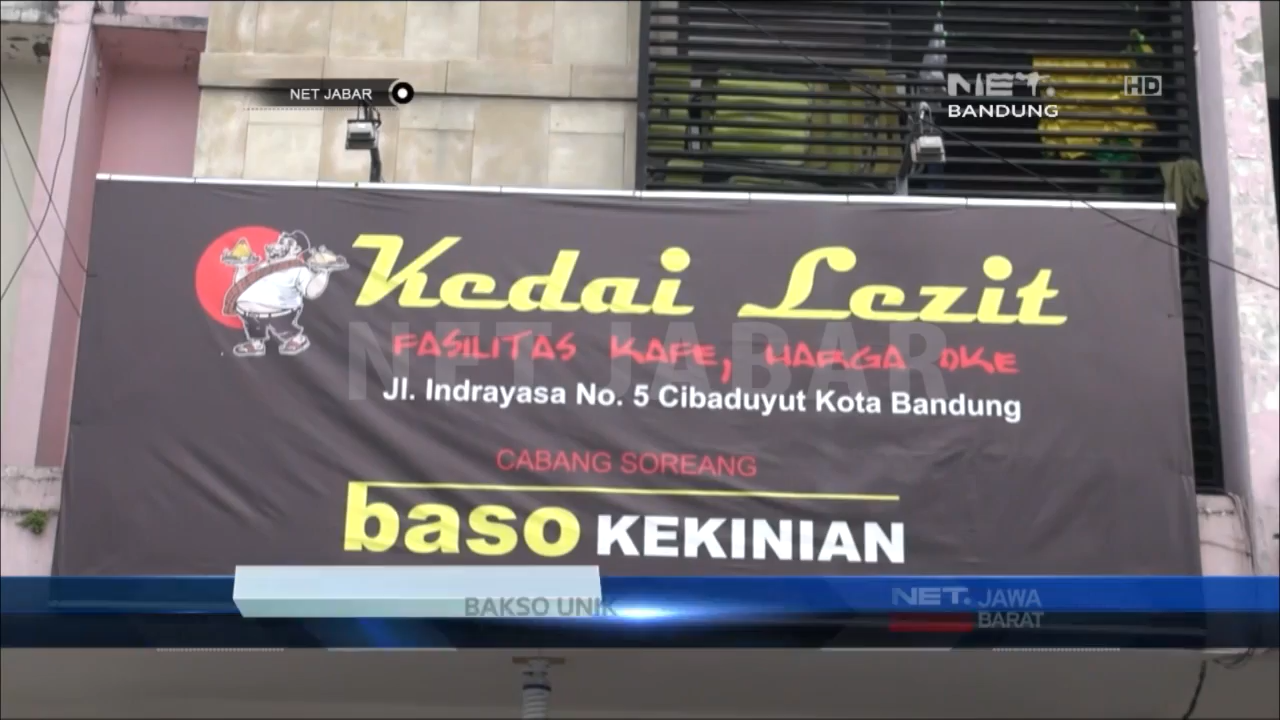 NET JABAR
NET. HD
BANDUNG
Kedai Lezit
FASILITAS KAFE, HARGA OKE
NET JABAR
Jl. Indrayasa No. 5 Cibaduyut Kota Bandung
CABANG SOREANG
baso KEKINIAN
BAKSO UNIK
NET. JAWA
BARAT